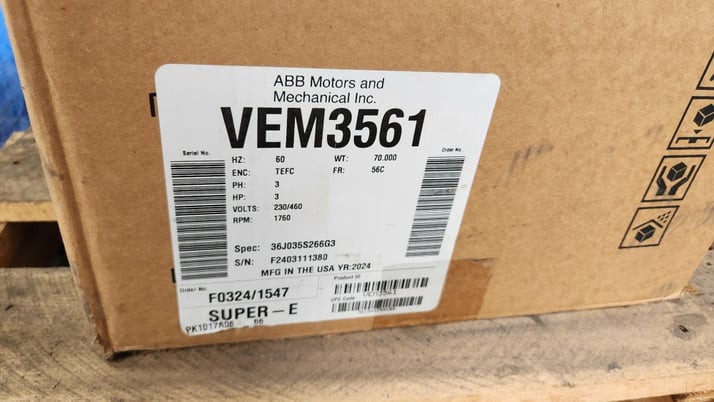 ABB Motors and
Mechanical Inc.
VEM3561
Serial No.
Order No.
HZ: 60 WT: 70.000
ENC: TEFC FR: 56C
PH: 3
HP: 3
VOLTS: 230/460
RPM: 1760
Spec: 36J035S266G3
S/N: F2403111380
MFG IN THE USA YR:2024
Order No.
F0324/1547
Product ID
VEM3561
SUPER-E
UPC Code